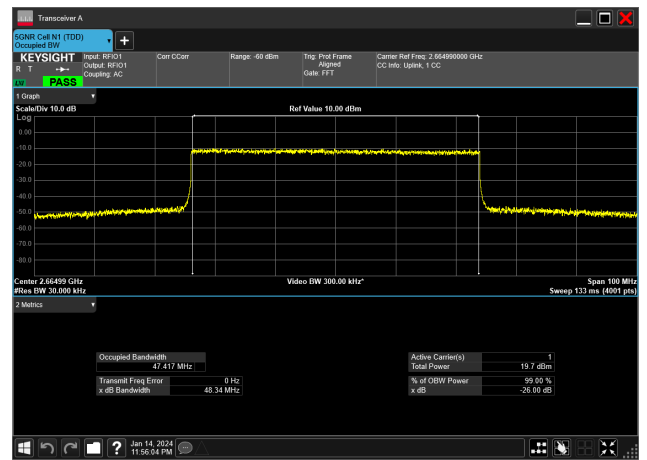 Transceiver A
5GNR Cell N1 (TDD)
Occupied BW
+
KEYSIGHT
R T
LXI
PASS
Input: RFIO1
Output: RFIO1
Coupling: AC
Corr CCorr
Range: -60 dBm
Trig: Prot Frame
Aligned
Gate: FFT
Carrier Ref Freq: 2.664990000 GHz
CC Info: Uplink, 1 CC
1 Graph
Scale/Div 10.0 dB
Ref Value 10.00 dBm
Log
0.00
-10.0
-20.0
-30.0
-40.0
-50.0
-60.0
-70.0
-80.0
Center 2.66499 GHz
Video BW 300.00 kHz*
Span 100 MHz
#Res BW 30.000 kHz
Sweep 133 ms (4001 pts)
2 Metrics
Occupied Bandwidth
47.417 MHz
Transmit Freq Error 0 Hz
x dB Bandwidth 48.34 MHz
Active Carrier(s) 1
Total Power 19.7 dBm
% of OBW Power 99.00 %
x dB -26.00 dB
?
Jan 14, 2024
11:56:04 PM